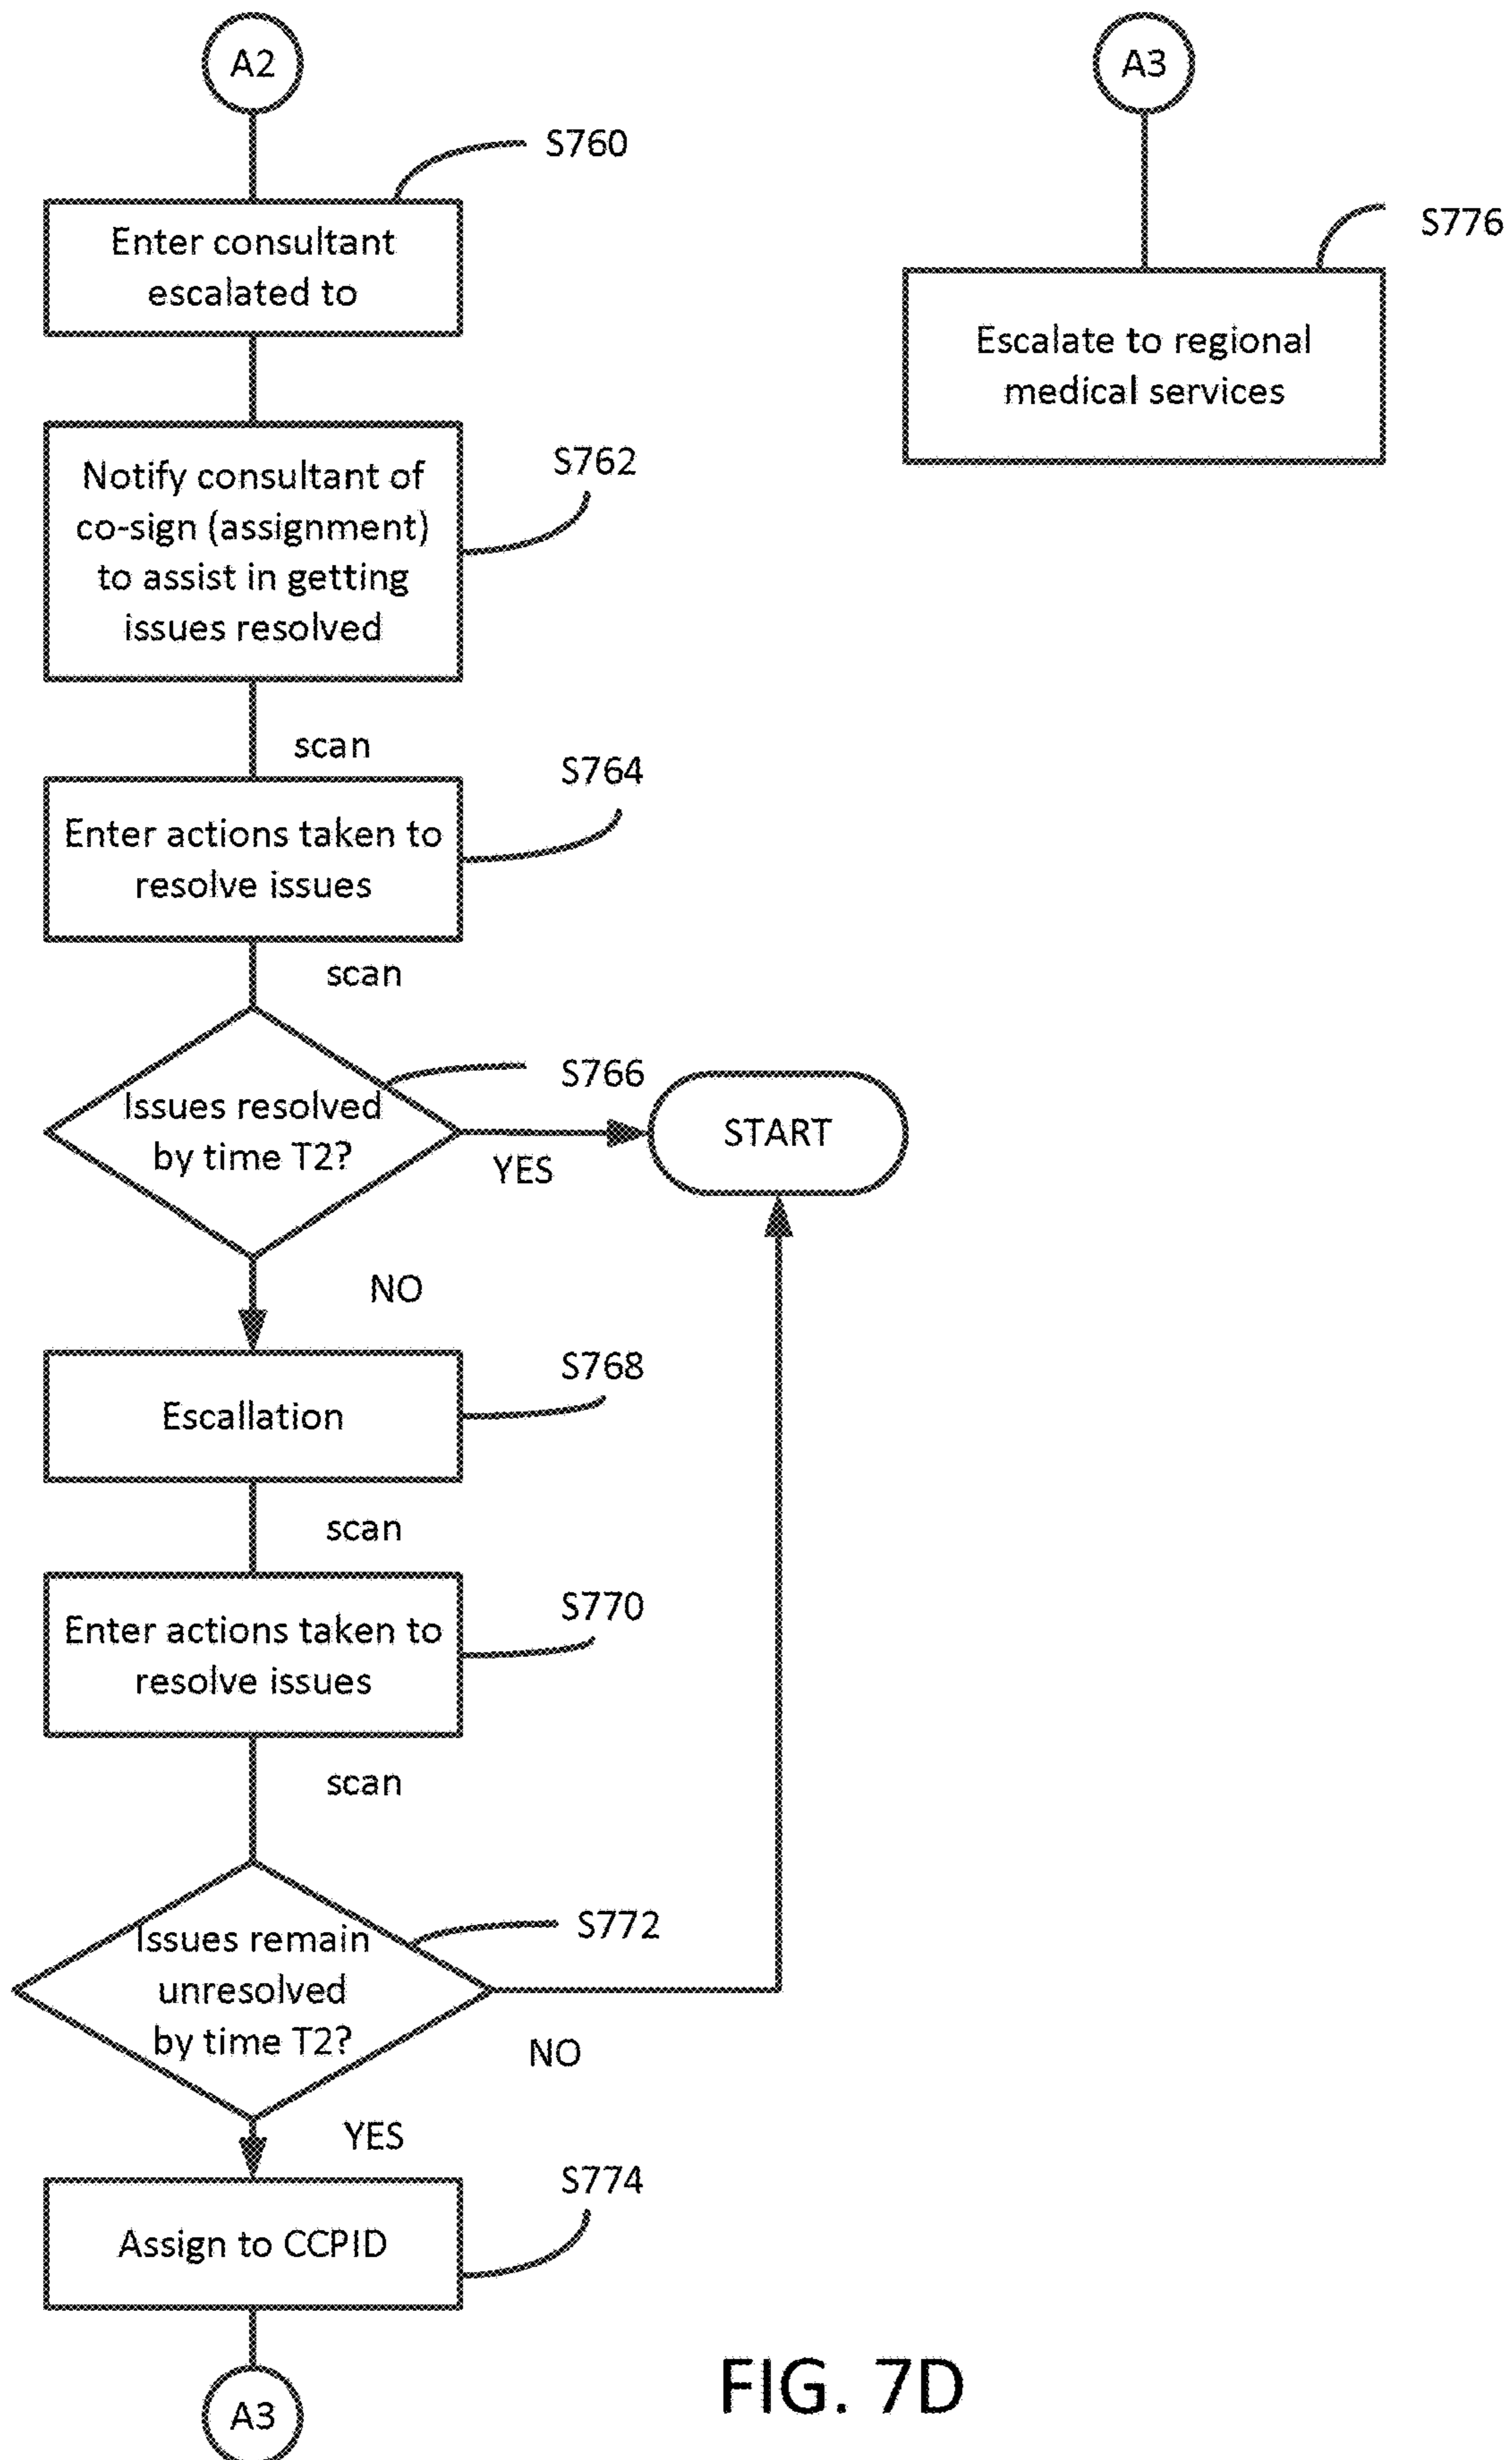 A2
S760
Enter consultant
escalated to
S762
Notify consultant of
co-sign (assignment)
to assist in getting
issues resolved
scan
S764
Enter actions taken to
resolve issues
scan
S766
Issues resolved
by time T2?
YES
START
NO
S768
Escallation
scan
S770
Enter actions taken to
resolve issues
scan
S772
Issues remain
unresolved
by time T2?
NO
YES
S774
Assign to CCPID
A3
A3
S776
Escalate to regional
medical services
FIG. 7D